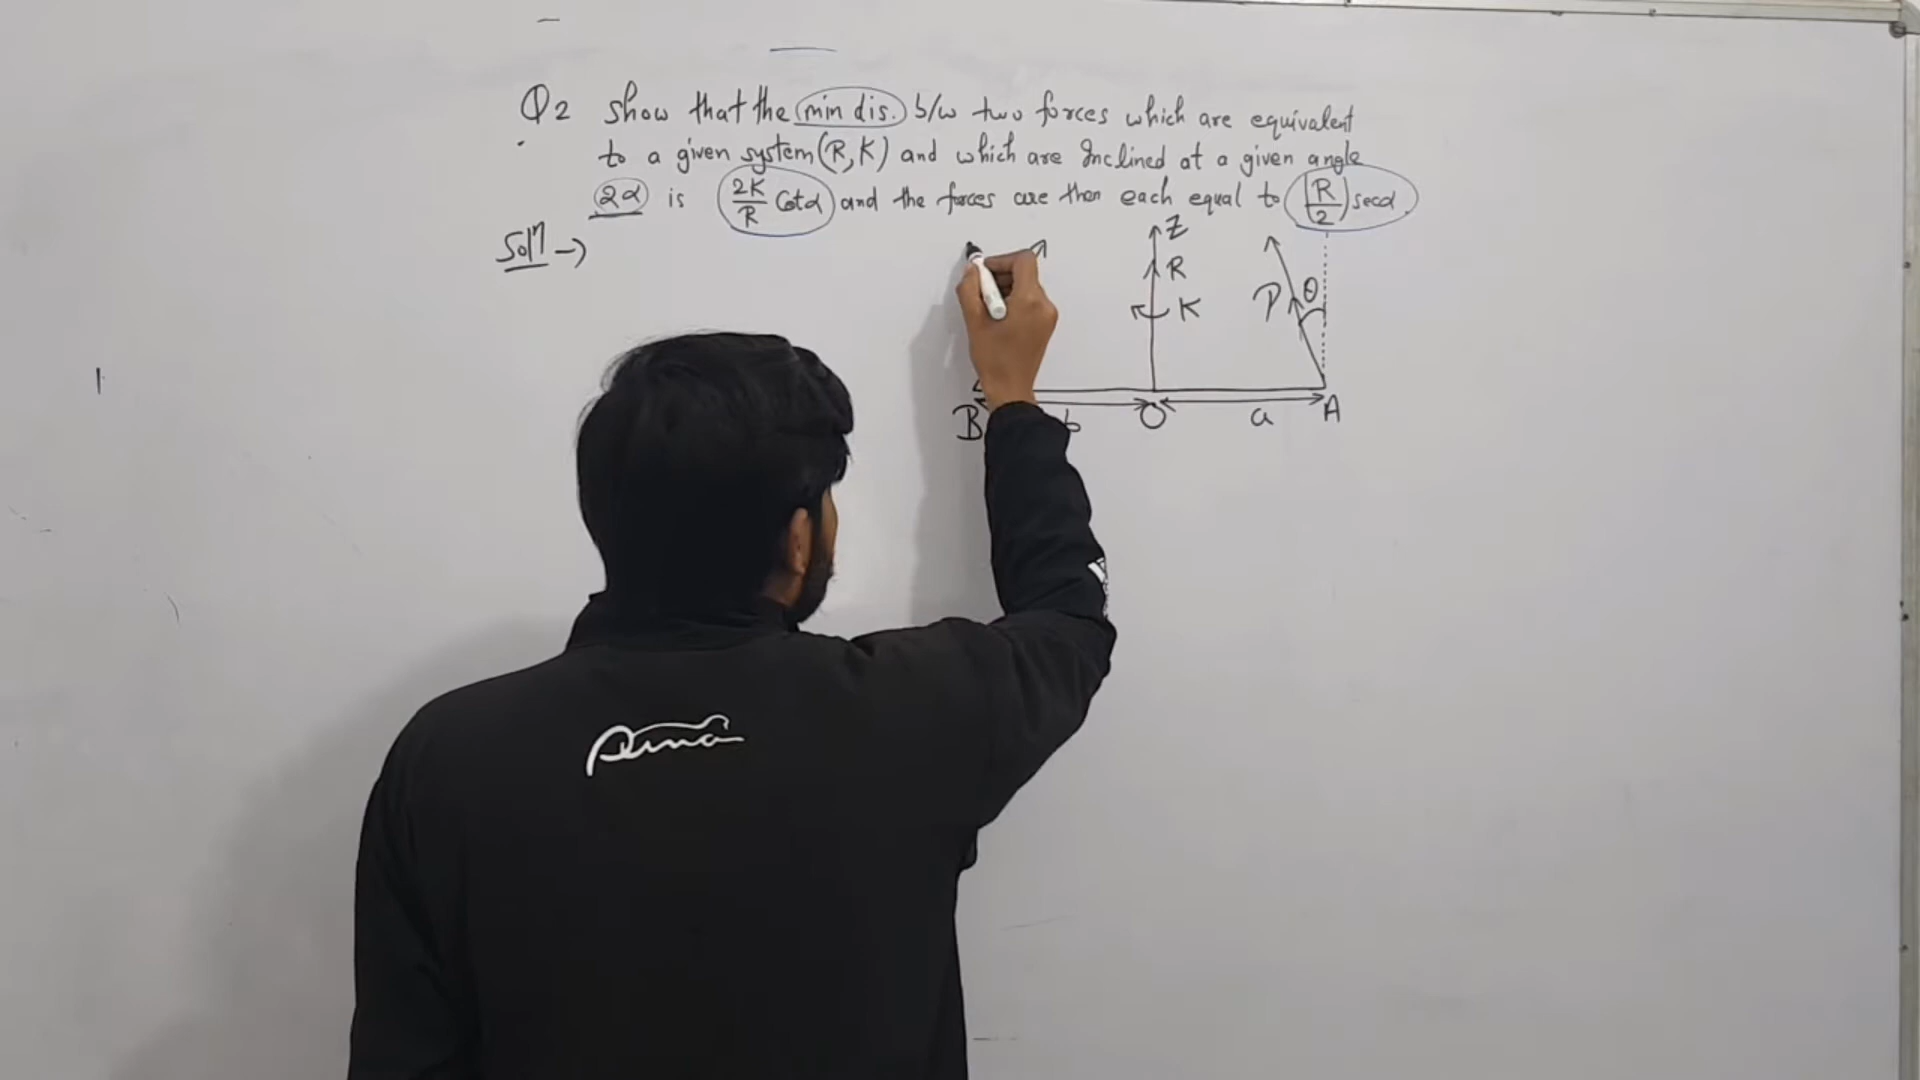 Q2 show that the min dis. b/w two forces which are equivalent
to a given system (R, K) and which are Inclined at a given angle
2α is 2K/R Cotα and the forces are then each equal to (R/2) secα.
Solⁿ →
Z
R
K
P θ
B b O a A